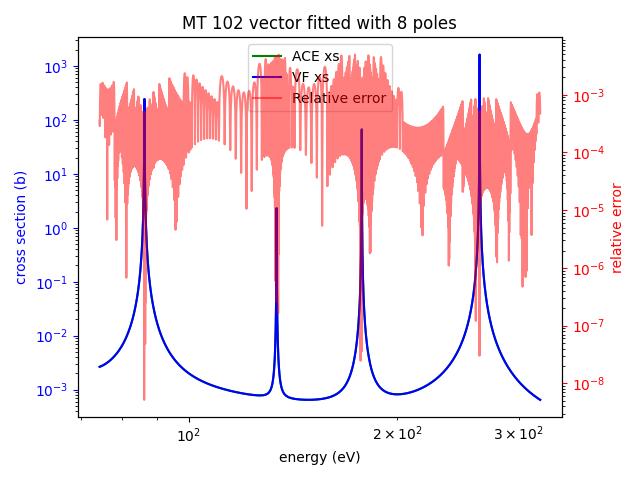 MT 102 vector fitted with 8 poles
ACE xs
VF xs
Relative error
cross section (b)
10³
10²
10¹
10⁰
10⁻¹
10⁻²
10⁻³
10⁻³
10⁻⁴
10⁻⁵
10⁻⁶
10⁻⁷
10⁻⁸
relative error
10² 2 × 10² 3 × 10²
energy (eV)